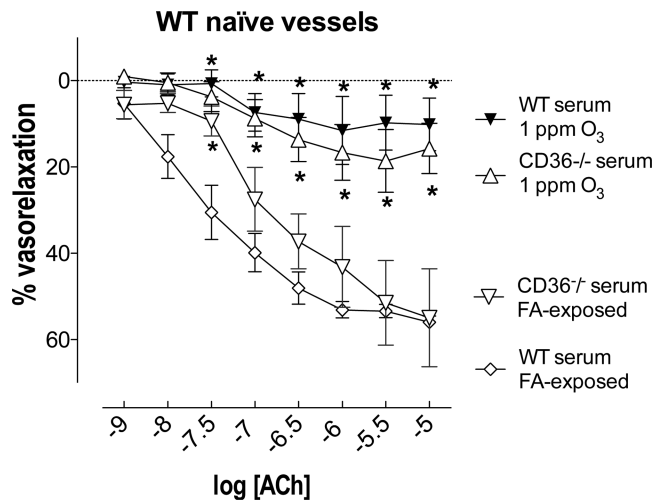 WT naïve vessels
% vasorelaxation
0
20
40
60
* * * * * *
* * * * * *
-9 -8 -7.5 -7 -6.5 -6 -5.5 -5
log [ACh]
WT serum
1 ppm O₃
CD36-/- serum
1 ppm O₃
CD36⁻/⁻ serum
FA-exposed
WT serum
FA-exposed